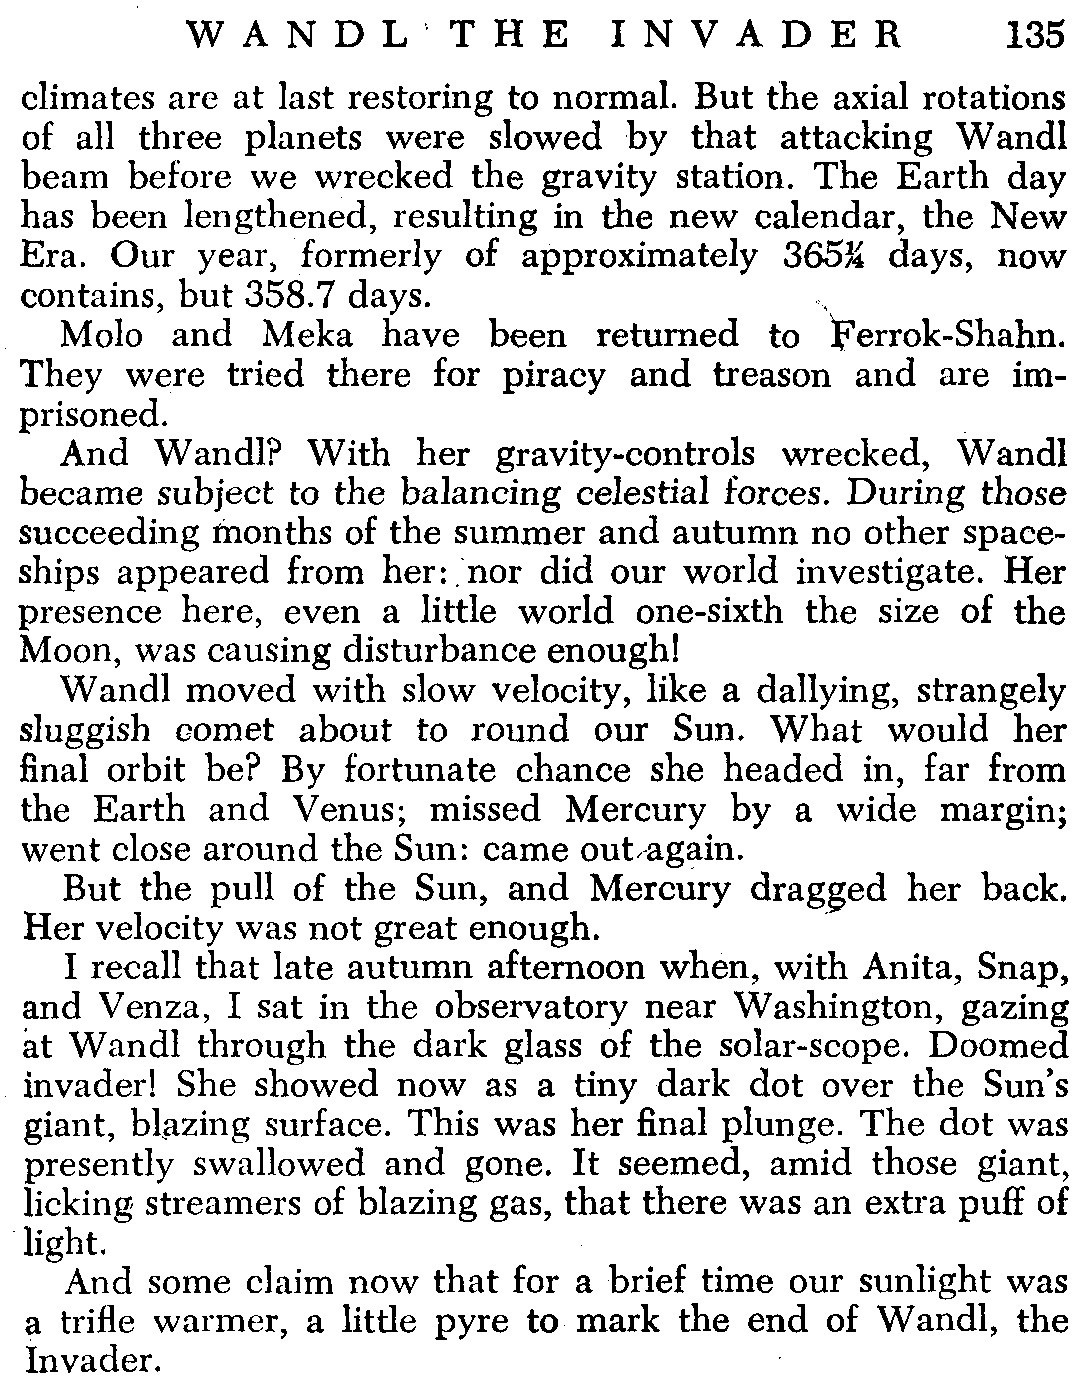 WANDL THE INVADER 135
climates are at last restoring to normal. But the axial rotations
of all three planets were slowed by that attacking Wandl
beam before we wrecked the gravity station. The Earth day
has been lengthened, resulting in the new calendar, the New
Era. Our year, formerly of approximately 365¼ days, now
contains, but 358.7 days.
Molo and Meka have been returned to Ferrok-Shahn.
They were tried there for piracy and treason and are im-
prisoned.
And Wandl? With her gravity-controls wrecked, Wandl
became subject to the balancing celestial forces. During those
succeeding months of the summer and autumn no other space-
ships appeared from her: nor did our world investigate. Her
presence here, even a little world one-sixth the size of the
Moon, was causing disturbance enough!
Wandl moved with slow velocity, like a dallying, strangely
sluggish comet about to round our Sun. What would her
final orbit be? By fortunate chance she headed in, far from
the Earth and Venus; missed Mercury by a wide margin;
went close around the Sun: came out again.
But the pull of the Sun, and Mercury dragged her back.
Her velocity was not great enough.
I recall that late autumn afternoon when, with Anita, Snap,
and Venza, I sat in the observatory near Washington, gazing
at Wandl through the dark glass of the solar-scope. Doomed
invader! She showed now as a tiny dark dot over the Sun's
giant, blazing surface. This was her final plunge. The dot was
presently swallowed and gone. It seemed, amid those giant,
licking streamers of blazing gas, that there was an extra puff of
light.
And some claim now that for a brief time our sunlight was
a trifle warmer, a little pyre to mark the end of Wandl, the
Invader.